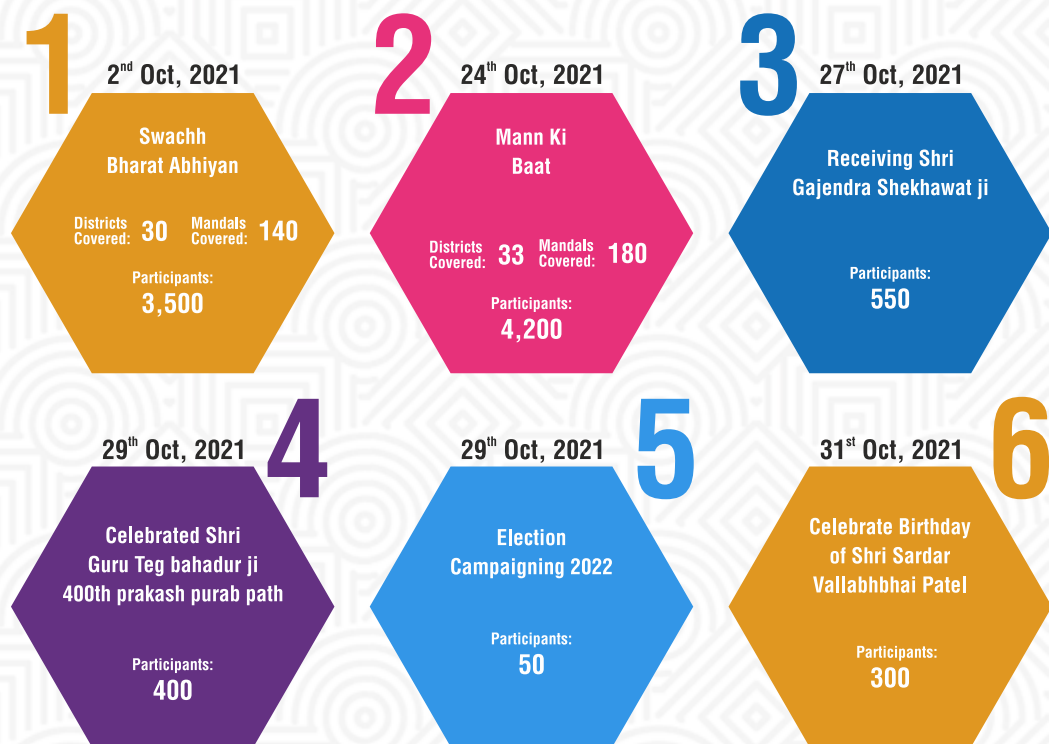 1
2nd Oct, 2021
Swachh
Bharat Abhiyan
Districts Covered: 30 Mandals Covered: 140
Participants:
3,500
2
24th Oct, 2021
Mann Ki
Baat
Districts Covered: 33 Mandals Covered: 180
Participants:
4,200
3
27th Oct, 2021
Receiving Shri
Gajendra Shekhawat ji
Participants:
550
4
29th Oct, 2021
Celebrated Shri
Guru Teg bahadur ji
400th prakash purab path
Participants:
400
5
29th Oct, 2021
Election
Campaigning 2022
Participants:
50
6
31st Oct, 2021
Celebrate Birthday
of Shri Sardar
Vallabhbhai Patel
Participants:
300